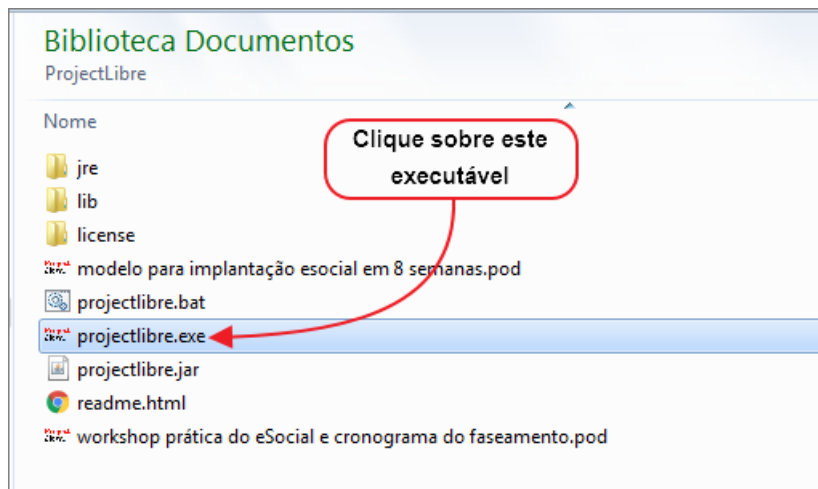 Biblioteca Documentos
ProjectLibre
Nome
Clique sobre este
executável
jre
lib
license
modelo para implantação esocial em 8 semanas.pod
projectlibre.bat
projectlibre.exe
projectlibre.jar
readme.html
workshop prática do eSocial e cronograma do faseamento.pod